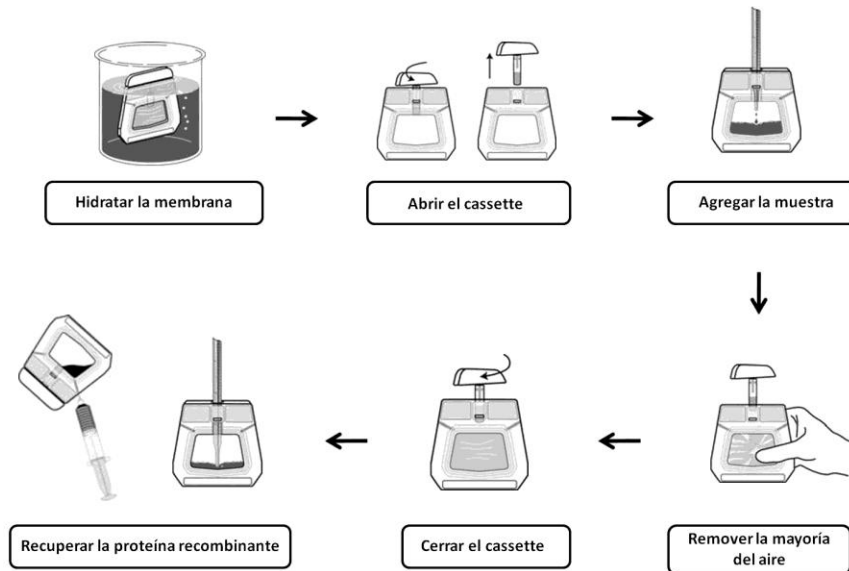 Hidratar la membrana
Abrir el cassette
Agregar la muestra
Remover la mayoría
del aire
Cerrar el cassette
Recuperar la proteína recombinante